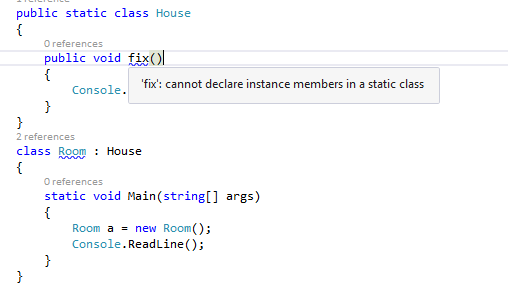 1 reference
public static class House
{
0 references
public void fix()
{
'fix': cannot declare instance members in a static class
Console.
}
}
2 references
class Room : House
{
0 references
static void Main(string[] args)
{
Room a = new Room();
Console.ReadLine();
}
}